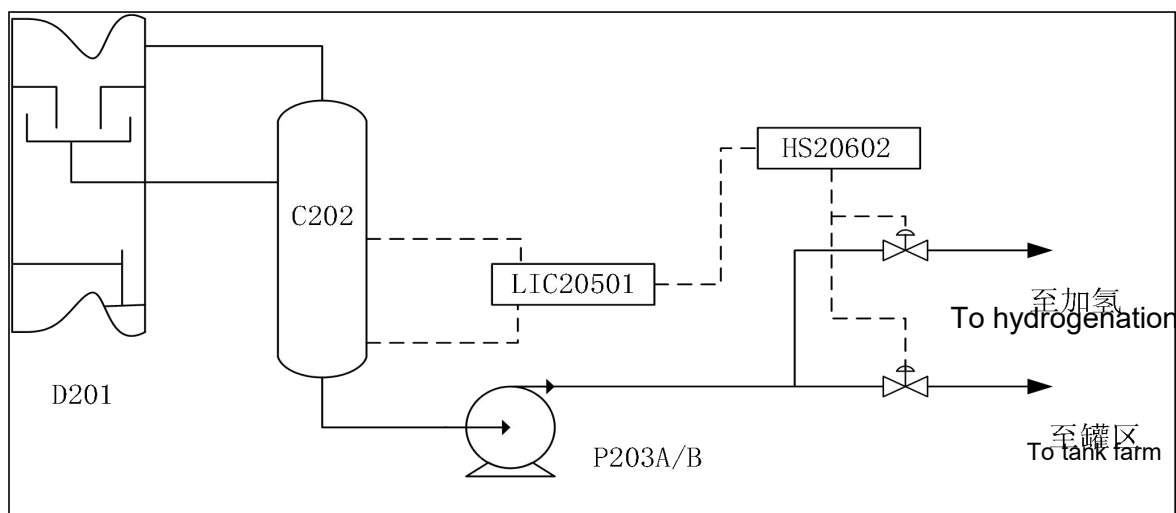 HS20602
C202
LIC20501
至加氢
To hydrogenation
D201
至罐区
To tank farm
P203A/B